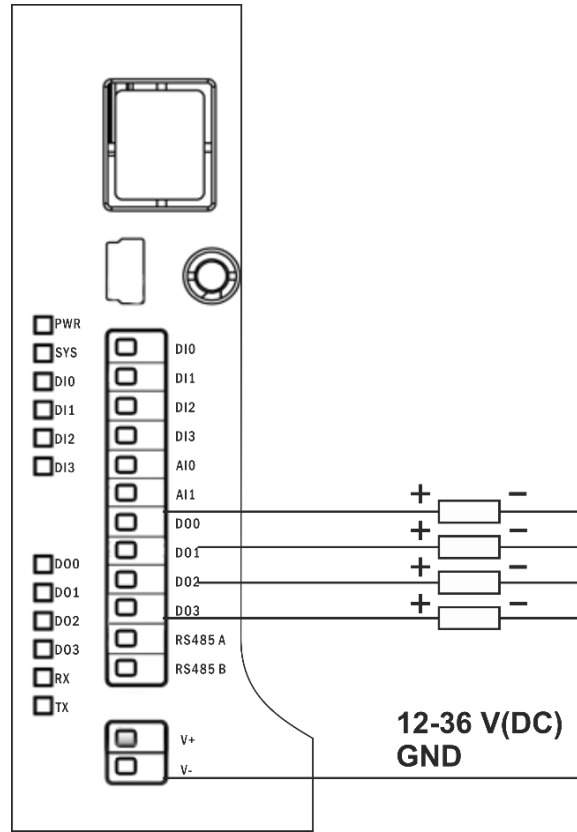 PWR
SYS
DI0
DI1
DI2
DI3
DO0
DO1
DO2
DO3
RX
TX
DI0
DI1
DI2
DI3
AI0
AI1
DO0
DO1
DO2
DO3
RS485 A
RS485 B
V+
V-
+ −
+ −
+ −
+ −
12-36 V(DC)
GND